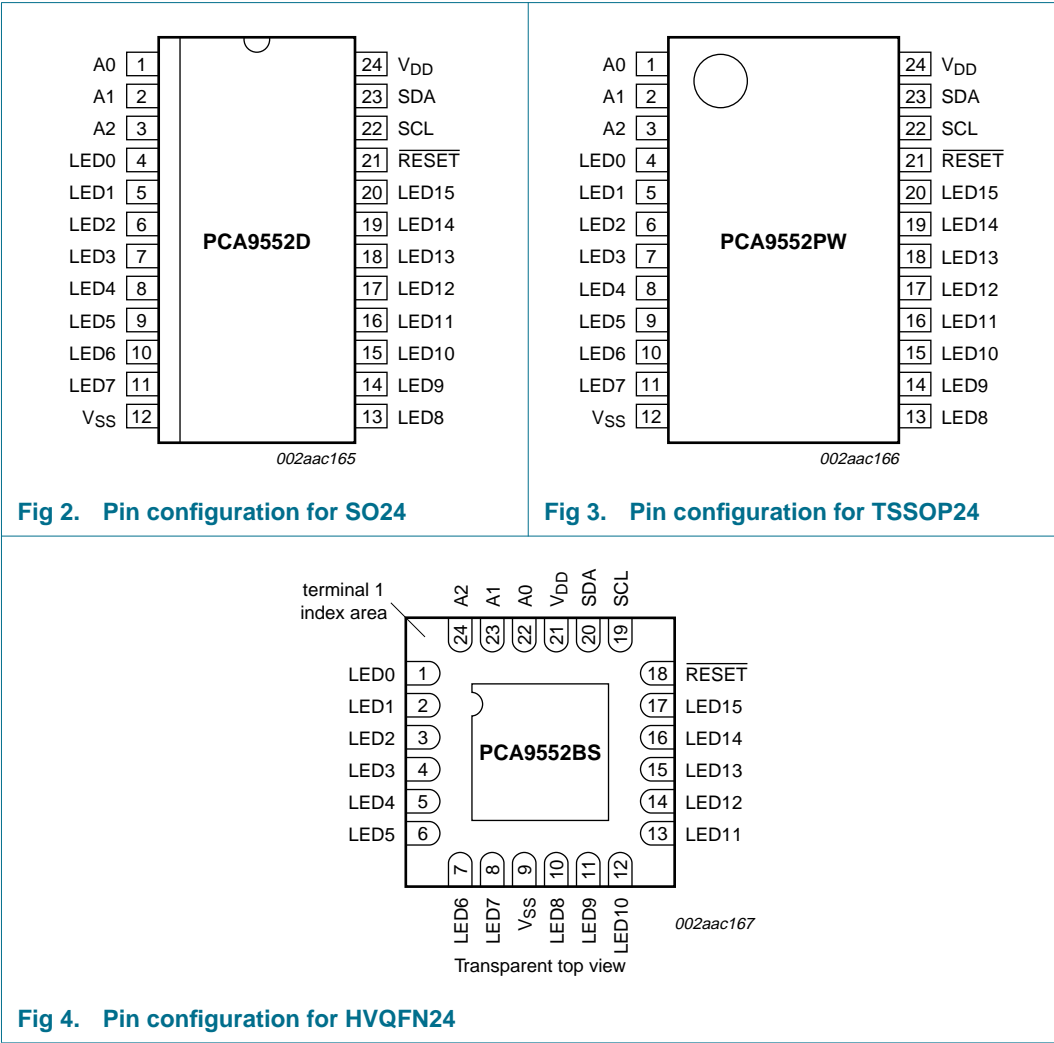 A0 1
A1 2
A2 3
LED0 4
LED1 5
LED2 6
LED3 7
LED4 8
LED5 9
LED6 10
LED7 11
VSS 12
PCA9552D
24 VDD
23 SDA
22 SCL
21 RESET
20 LED15
19 LED14
18 LED13
17 LED12
16 LED11
15 LED10
14 LED9
13 LED8
002aac165
Fig 2. Pin configuration for SO24
A0 1
A1 2
A2 3
LED0 4
LED1 5
LED2 6
LED3 7
LED4 8
LED5 9
LED6 10
LED7 11
VSS 12
PCA9552PW
24 VDD
23 SDA
22 SCL
21 RESET
20 LED15
19 LED14
18 LED13
17 LED12
16 LED11
15 LED10
14 LED9
13 LED8
002aac166
Fig 3. Pin configuration for TSSOP24
terminal 1
index area
A2 24
A1 23
A0 22
VDD 21
SDA 20
SCL 19
LED0 1
LED1 2
LED2 3
LED3 4
LED4 5
LED5 6
PCA9552BS
18 RESET
17 LED15
16 LED14
15 LED13
14 LED12
13 LED11
7 LED6
8 LED7
9 VSS
10 LED8
11 LED9
12 LED10
002aac167
Transparent top view
Fig 4. Pin configuration for HVQFN24